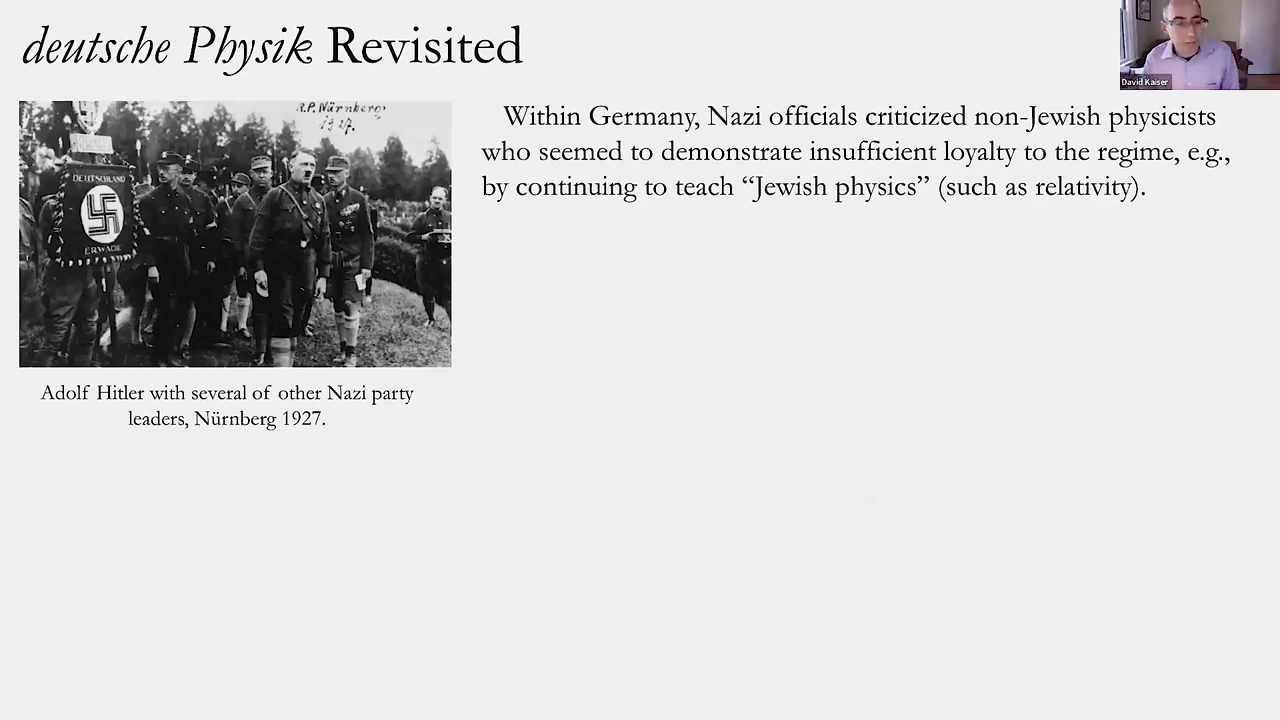 deutsche Physik Revisited
David Kaiser
R.P. Nürnberg
DEUTSCHLAND
ERWACHE
Within Germany, Nazi officials criticized non-Jewish physicists
who seemed to demonstrate insufficient loyalty to the regime, e.g.,
by continuing to teach “Jewish physics” (such as relativity).
Adolf Hitler with several of other Nazi party
leaders, Nürnberg 1927.